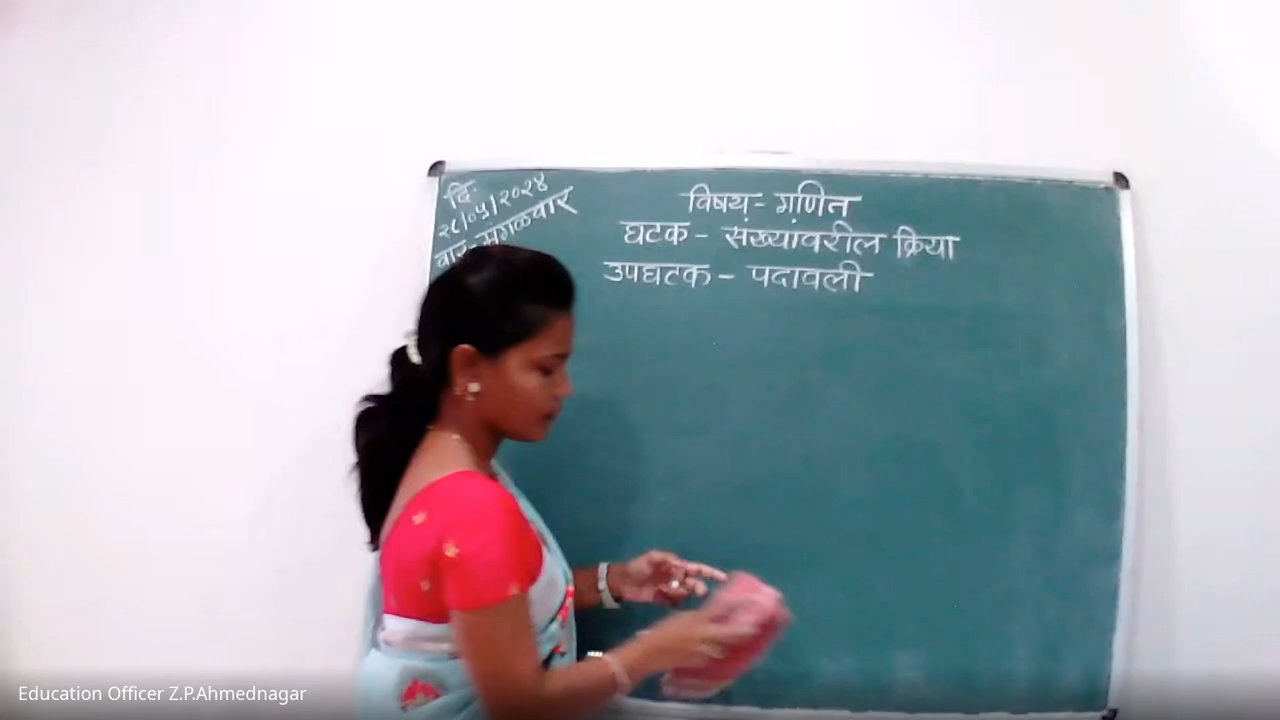 दि:
२८/०५/२०२४
वार-मंगळवार
विषय- गणित
घटक- संख्यांवरील क्रिया
उपघटक- पदावली
Education Officer Z.P.Ahmednagar